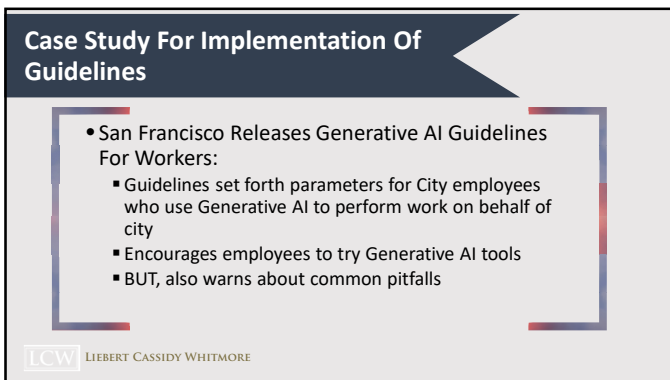 Case Study For Implementation Of
Guidelines
• San Francisco Releases Generative AI Guidelines
For Workers:
▪ Guidelines set forth parameters for City employees
who use Generative AI to perform work on behalf of
city
▪ Encourages employees to try Generative AI tools
▪ BUT, also warns about common pitfalls
LCW LIEBERT CASSIDY WHITMORE